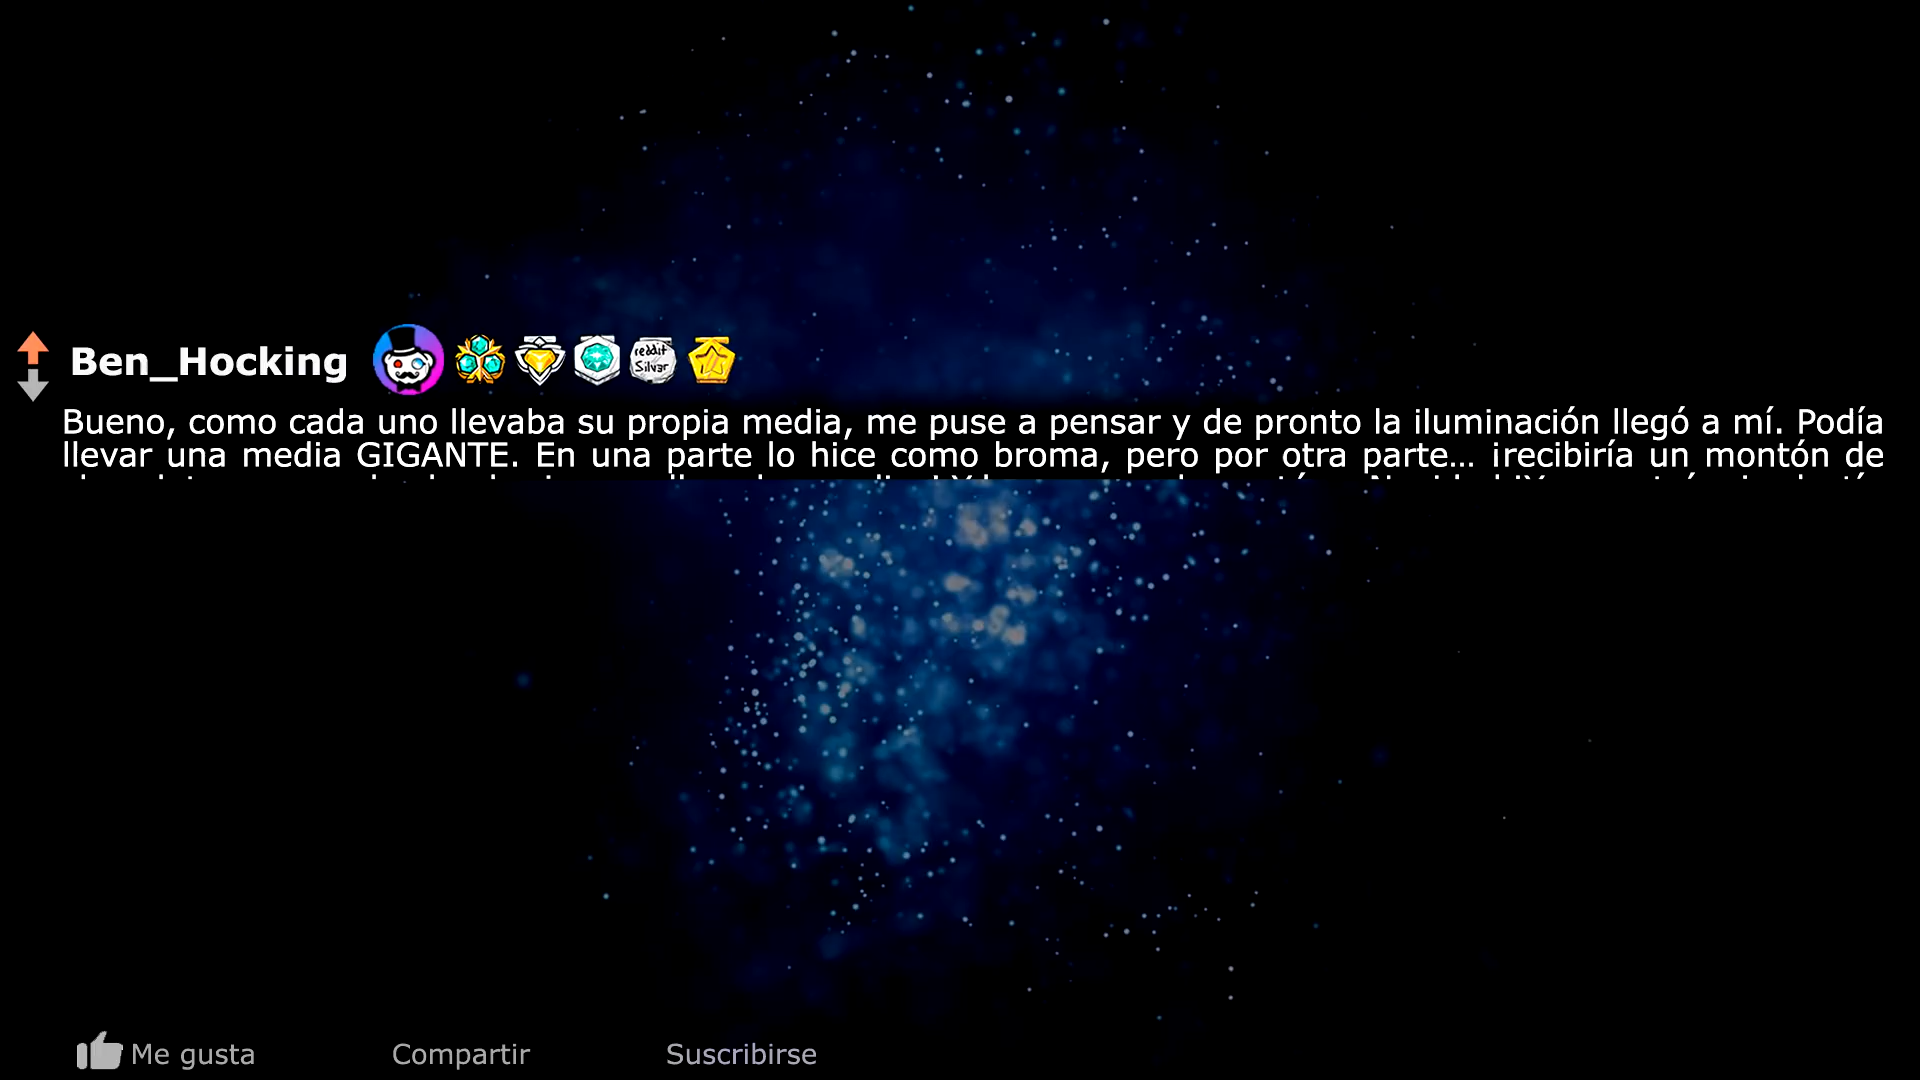 Ben_Hocking
reddit
Silver
Bueno, como cada uno llevaba su propia media, me puse a pensar y de pronto la iluminación llegó a mí. Podía
llevar una media GIGANTE. En una parte lo hice como broma, pero por otra parte... ¡recibiría un montón de
Me gusta
Compartir
Suscribirse